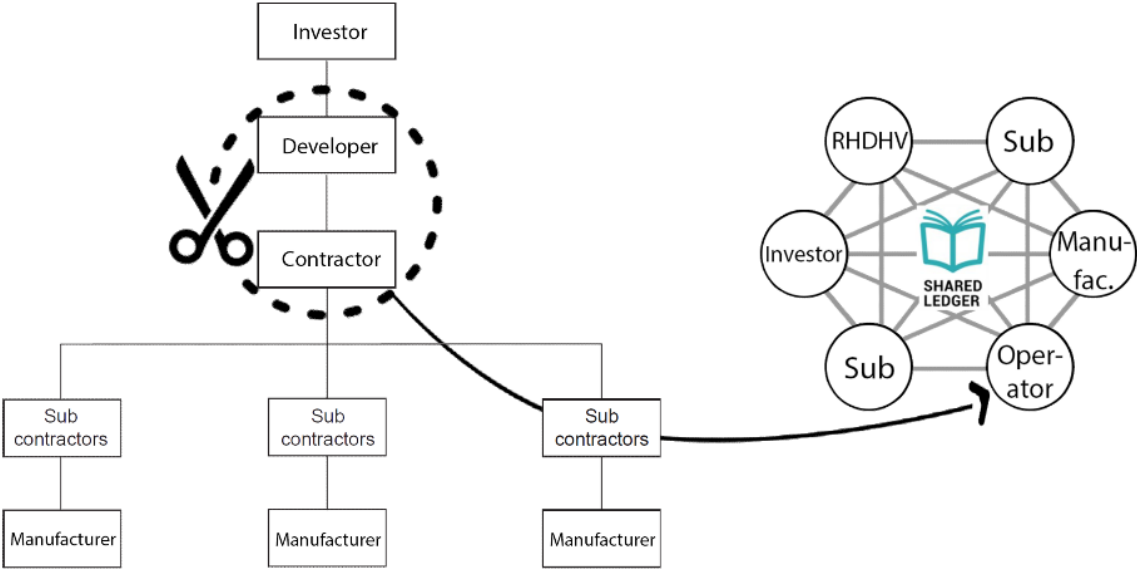 Investor
Developer
Contractor
Sub
contractors
Sub
contractors
Sub
contractors
Manufacturer
Manufacturer
Manufacturer
RHDHV
Sub
Investor
Manu-
fac.
SHARED
LEDGER
Sub
Oper-
ator